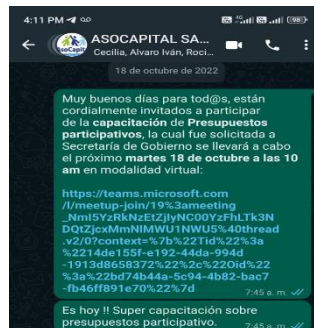 4:11 PM
98
ASOCAPITAL SA...
Cecilia, Alvaro Iván, Roci...
18 de octubre de 2022
Muy buenos días para tod@s, están
cordialmente invitados a participar
de la capacitación de Presupuestos
participativos, la cual fue solicitada a
Secretaría de Gobierno se llevará a cabo
el próximo martes 18 de octubre a las 10
am en modalidad virtual:
https://teams.microsoft.com
/l/meetup-join/19%3ameeting
_NmI5YzRkNzEtZjIyNC00YzFhLTk3N
DQtZjcxMmNlMWU1NWU5%40thread
.v2/0?context=%7b%22Tid%22%3a
%2214de155f-e192-44da-994d
-1913d8658372%22%2c%22Oid%22
%3a%22bd74b44a-5c94-4b82-bac7
-fb46ff891e70%22%7d
7:45 a. m.
Es hoy !! Super capacitación sobre
presupuestos participativo.
7:45 a. m.